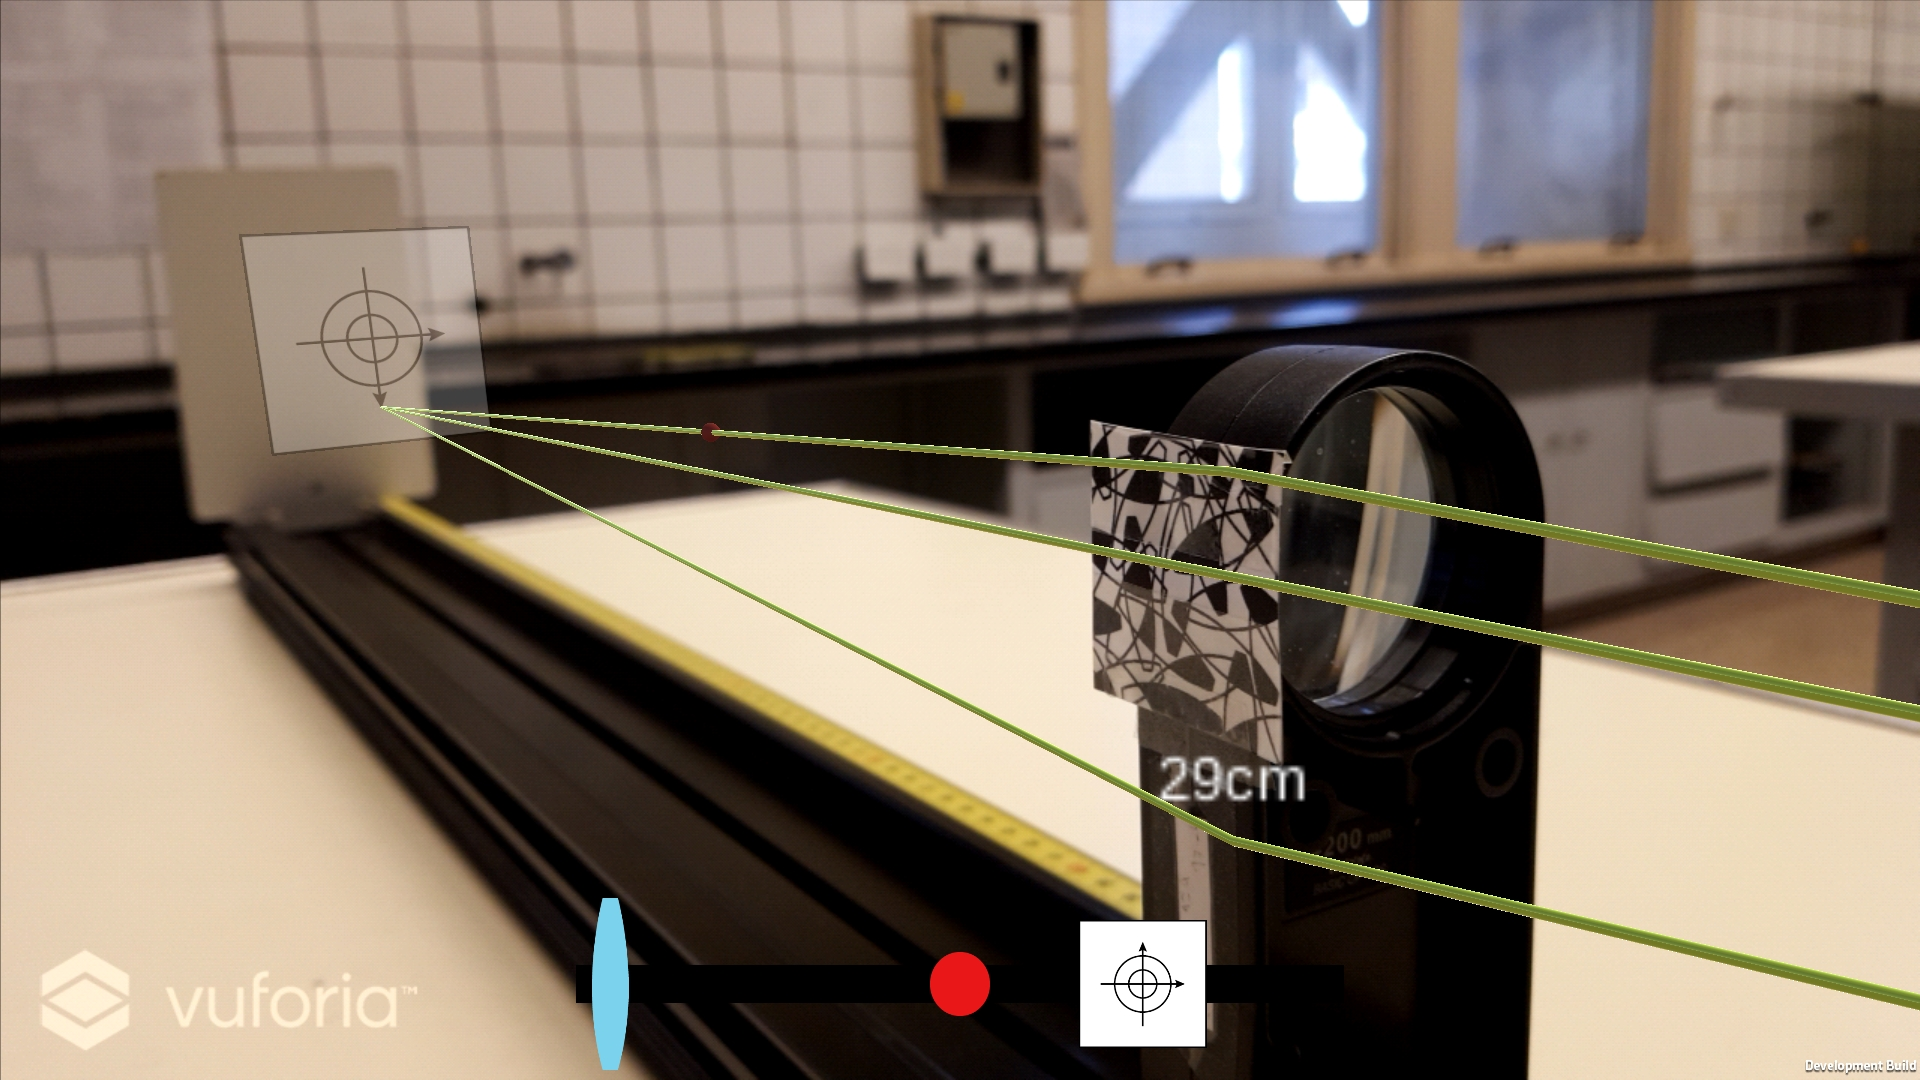 29cm
200 mm
vuforia™
Development Build